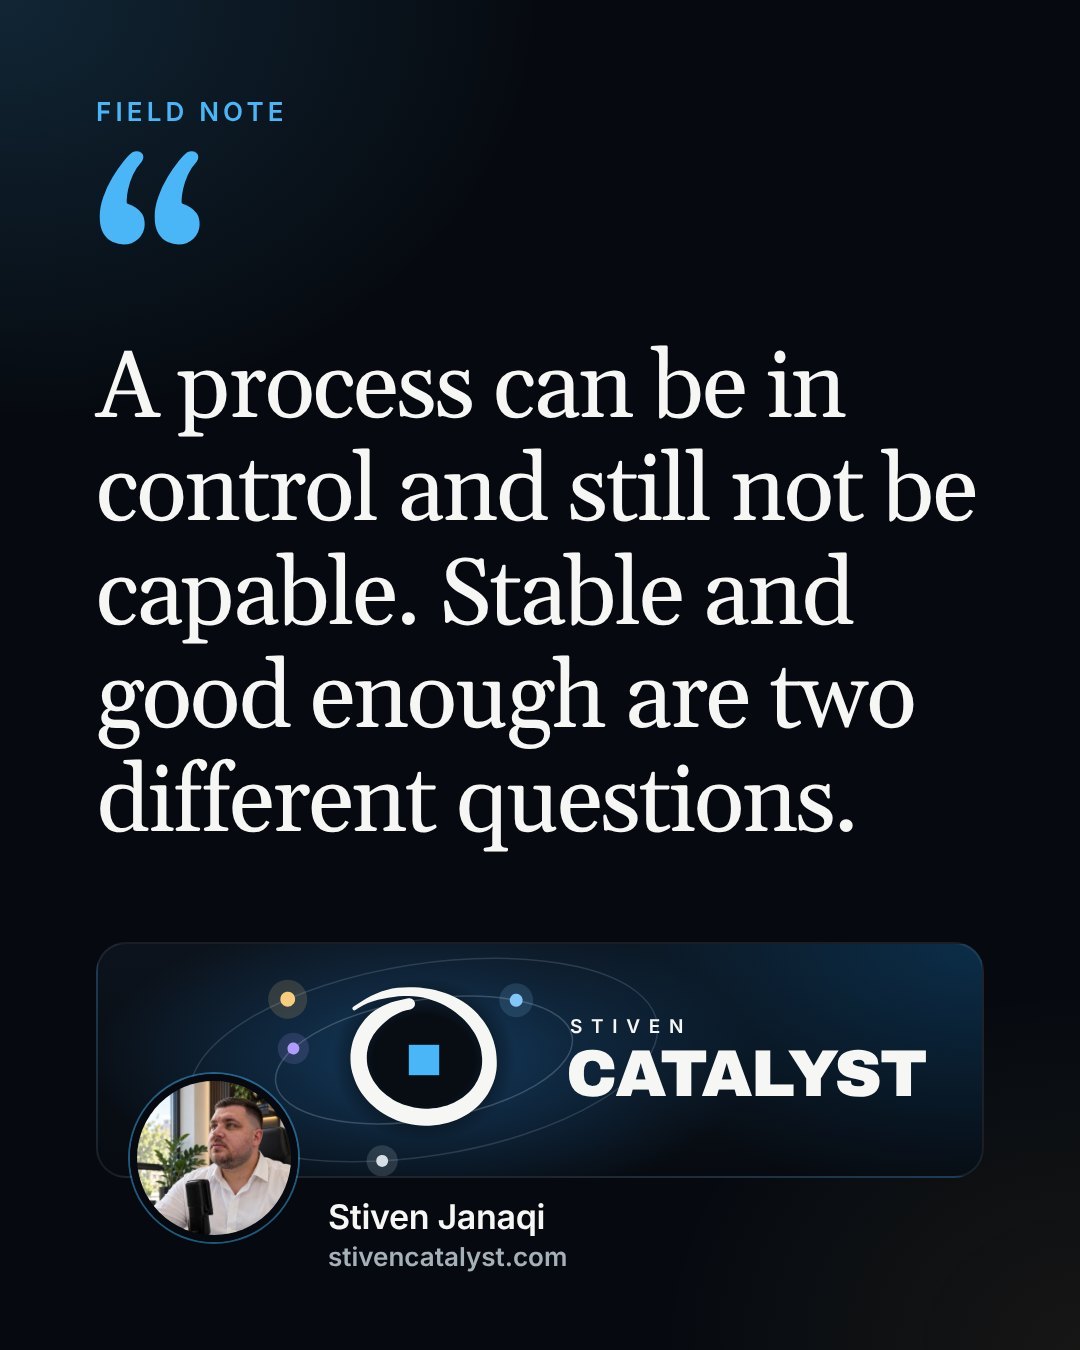 FIELD NOTE
“
A process can be in
control and still not be
capable. Stable and
good enough are two
different questions.
STIVEN
CATALYST
Stiven Janaqi
stivencatalyst.com